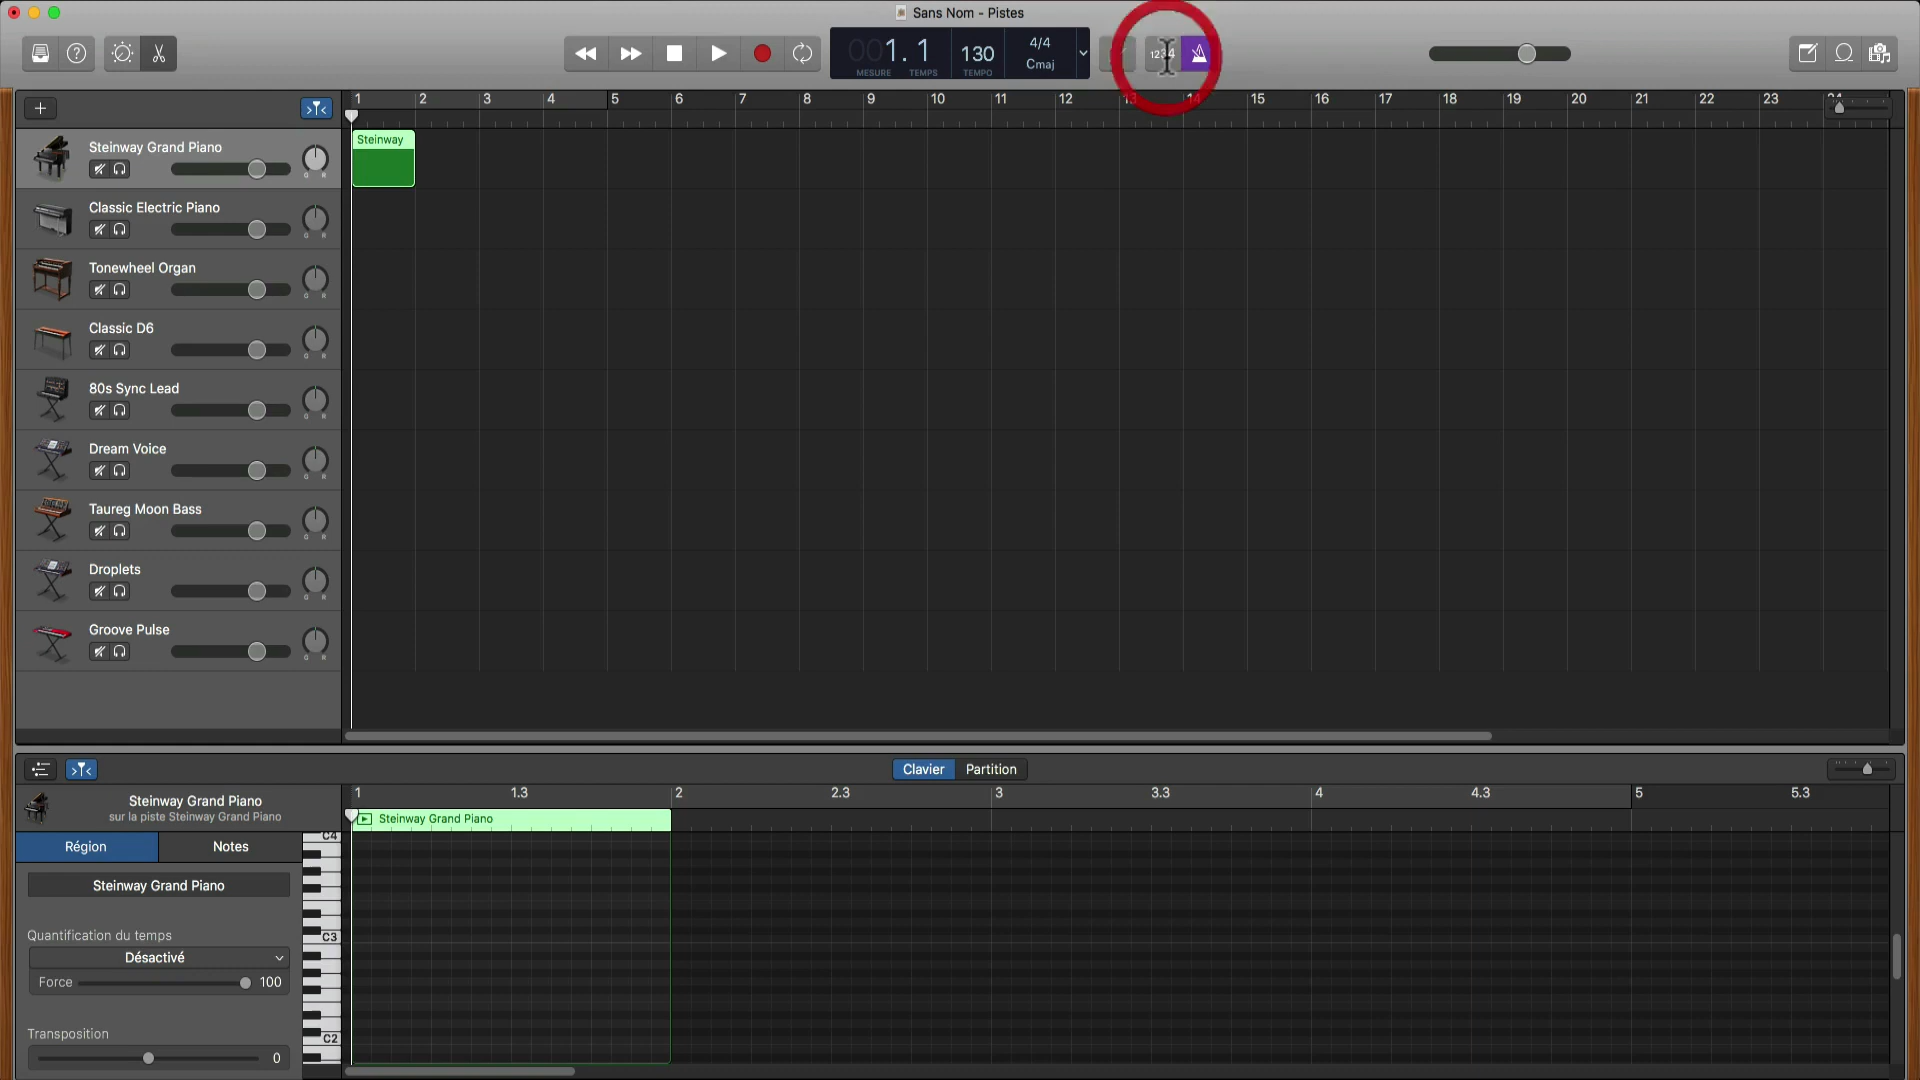 Sans Nom - Pistes
001.1
MESURE TEMPS
130
TEMPO
4/4
Cmaj
1234
1 2 3 4 5 6 7 8 9 10 11 12 13 14 15 16 17 18 19 20 21 22 23 24
Steinway Grand Piano
G R
Steinway
Classic Electric Piano
G R
Tonewheel Organ
G R
Classic D6
G R
80s Sync Lead
G R
Dream Voice
G R
Taureg Moon Bass
G R
Droplets
G R
Groove Pulse
G R
Clavier Partition
Steinway Grand Piano
sur la piste Steinway Grand Piano
1 1.3 2 2.3 3 3.3 4 4.3 5 5.3
Steinway Grand Piano
Région Notes
C4
Steinway Grand Piano
Quantification du temps
C3
Désactivé
Force 100
Transposition
C2
0